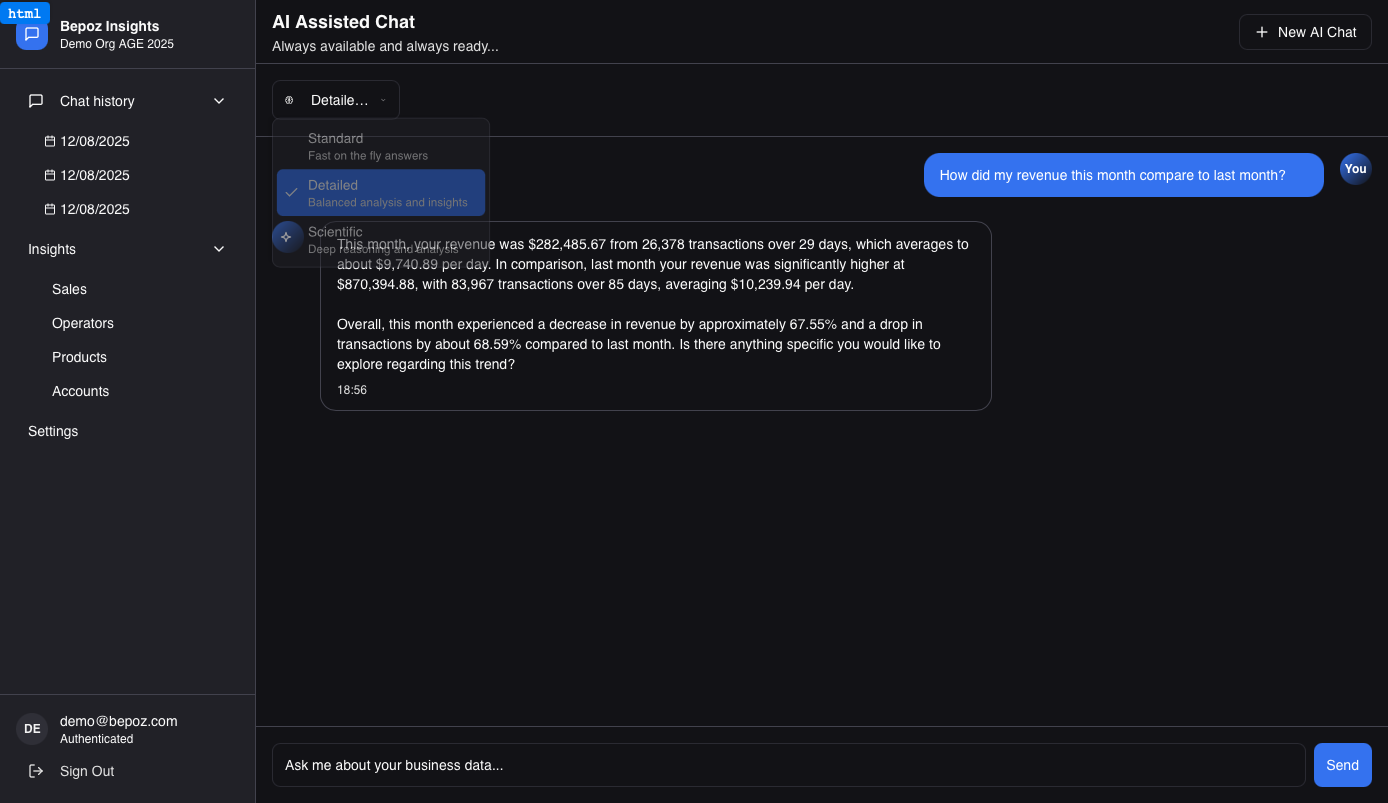 html
Bepoz Insights
Demo Org AGE 2025
Chat history
12/08/2025
12/08/2025
12/08/2025
Insights
Sales
Operators
Products
Accounts
Settings
DE
demo@bepoz.com
Authenticated
Sign Out
AI Assisted Chat
Always available and always ready...
New AI Chat
Detaile...
Standard
Fast on the fly answers
Detailed
Balanced analysis and insights
Scientific
Deep reasoning and analysis
How did my revenue this month compare to last month?
You
This month, your revenue was $282,485.67 from 26,378 transactions over 29 days, which averages to
about $9,740.89 per day. In comparison, last month your revenue was significantly higher at
$870,394.88, with 83,967 transactions over 85 days, averaging $10,239.94 per day.
Overall, this month experienced a decrease in revenue by approximately 67.55% and a drop in
transactions by about 68.59% compared to last month. Is there anything specific you would like to
explore regarding this trend?
18:56
Ask me about your business data...
Send